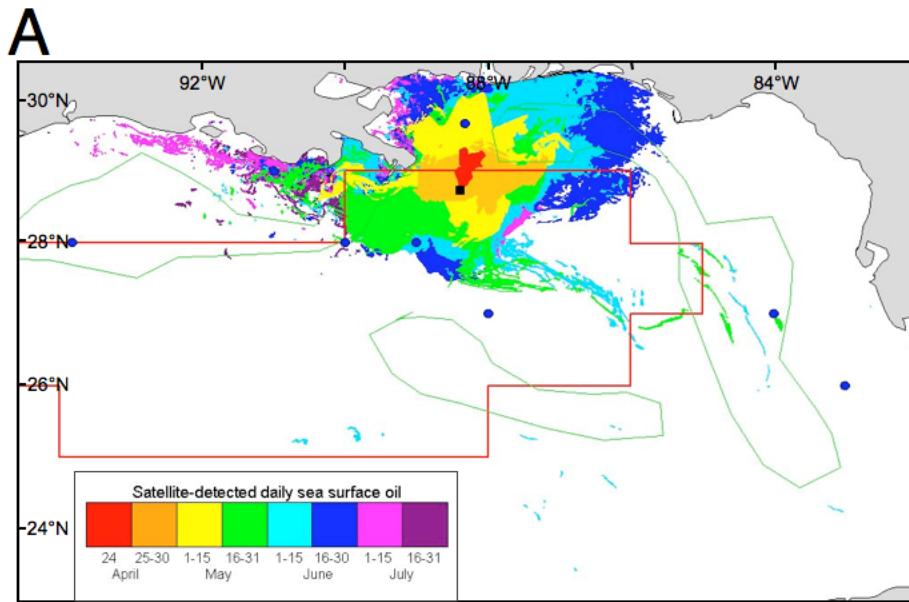 A
92°W 88°W 84°W
30°N
28°N
26°N
24°N
Satellite-detected daily sea surface oil
24 25-30 1-15 16-31 1-15 16-30 1-15 16-31
April May June July